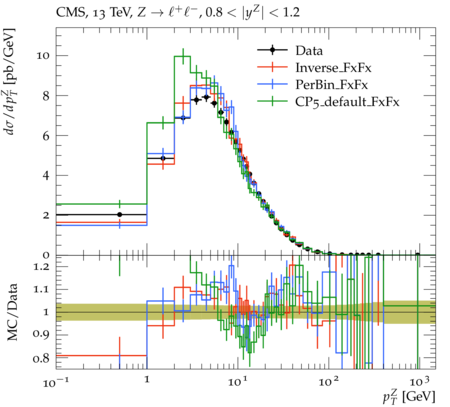 CMS, 13 TeV, Z → ℓ⁺ℓ⁻, 0.8 < |y^Z| < 1.2
dσ/dp_T^Z [pb/GeV]
10
8
6
4
2
0
Data
Inverse_FxFx
PerBin_FxFx
CP5_default_FxFx
MC/Data
1.2
1.1
1
0.9
0.8
10⁻¹ 1 10¹ 10² 10³
p_T^Z [GeV]